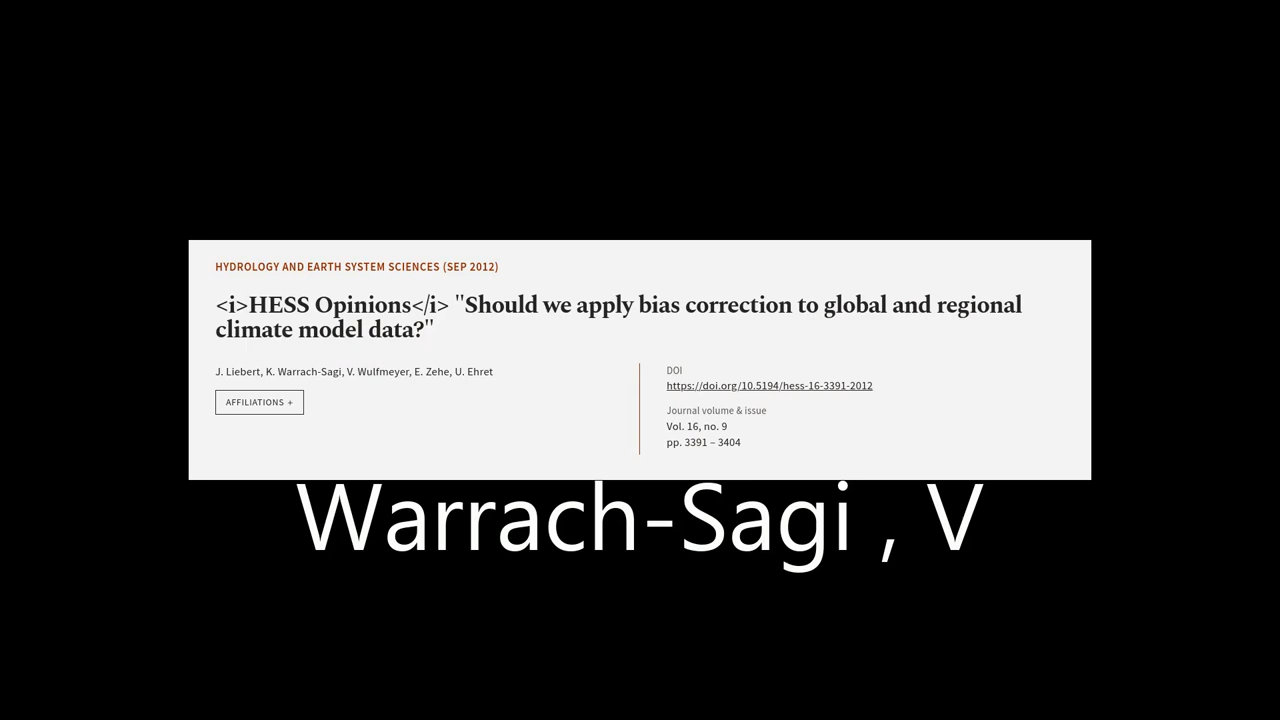 HYDROLOGY AND EARTH SYSTEM SCIENCES (SEP 2012)
<i>HESS Opinions</i> "Should we apply bias correction to global and regional
climate model data?"
J. Liebert, K. Warrach-Sagi, V. Wulfmeyer, E. Zehe, U. Ehret
AFFILIATIONS +
DOI
https://doi.org/10.5194/hess-16-3391-2012
Journal volume & issue
Vol. 16, no. 9
pp. 3391 – 3404
Warrach-Sagi , V